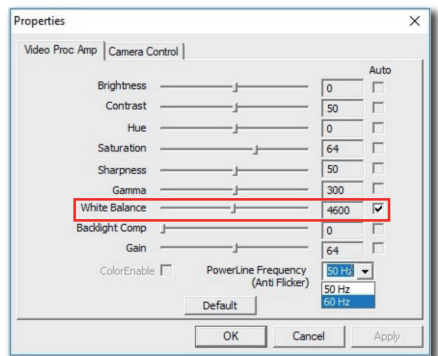 Properties
Video Proc Amp Camera Control
Auto
Brightness 0
Contrast 50
Hue 0
Saturation 64
Sharpness 50
Gamma 300
White Balance 4600
Backlight Comp 0
Gain 64
ColorEnable PowerLine Frequency 50 Hz
(Anti Flicker) 50 Hz
60 Hz
Default
OK Cancel Apply